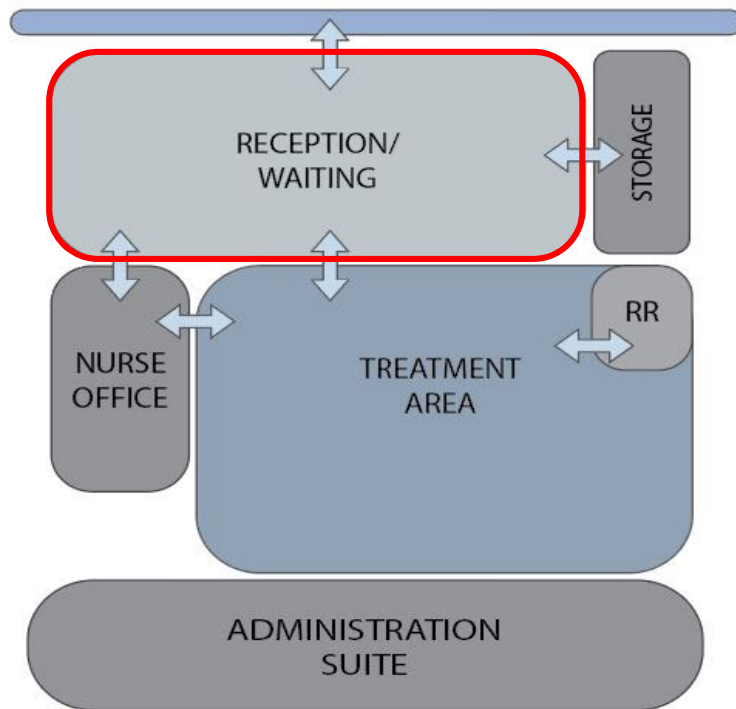 RECEPTION/
WAITING
STORAGE
RR
NURSE
OFFICE
TREATMENT
AREA
ADMINISTRATION
SUITE